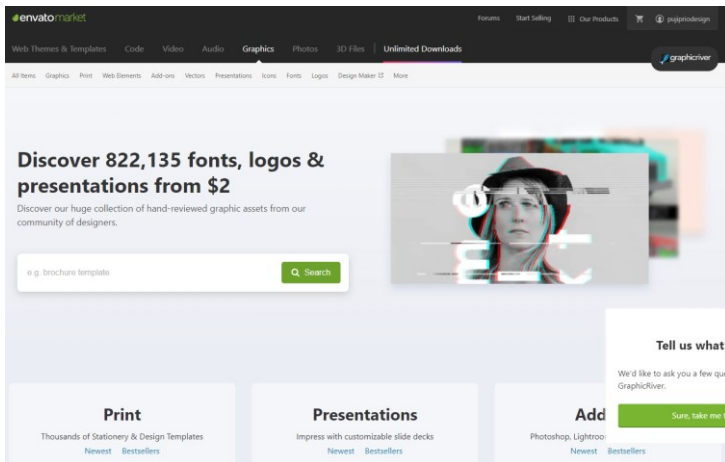 envatomarket
Forums Start Selling Our Products pujipriodesign
Web Themes & Templates Code Video Audio Graphics Photos 3D Files Unlimited Downloads
graphicriver
All Items Graphics Print Web Elements Add-ons Vectors Presentations Icons Fonts Logos Design Maker More
Discover 822,135 fonts, logos &
presentations from $2
Discover our huge collection of hand-reviewed graphic assets from our
community of designers.
e.g. brochure template
Search
Tell us what
We'd like to ask you a few que
GraphicRiver.
Sure, take me t
Print
Thousands of Stationery & Design Templates
Newest Bestsellers
Presentations
Impress with customizable slide decks
Newest Bestsellers
Add
Photoshop, Lightroo
Newest Bestsellers